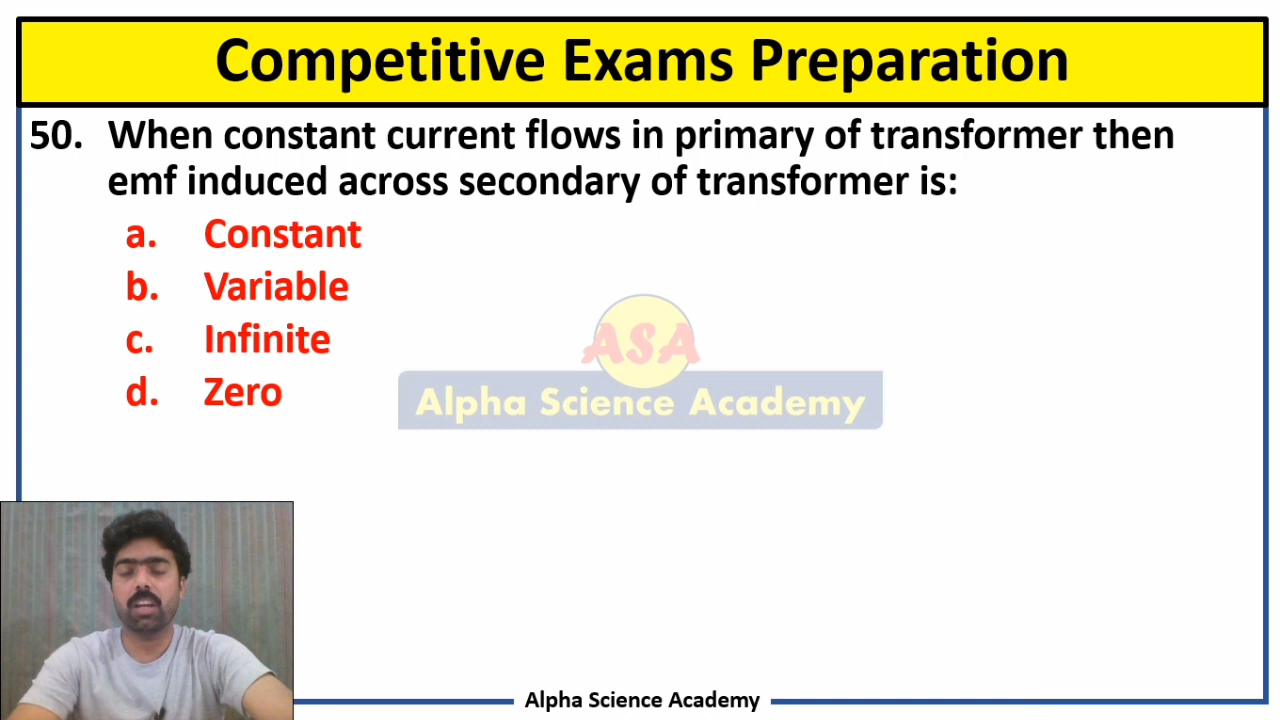 Competitive Exams Preparation
50. When constant current flows in primary of transformer then
emf induced across secondary of transformer is:
a. Constant
b. Variable
c. Infinite
d. Zero
ASA
Alpha Science Academy
Alpha Science Academy